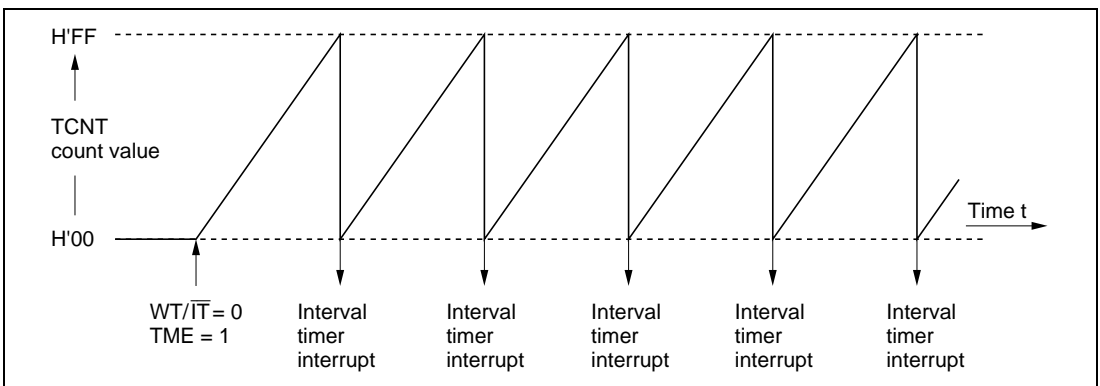 H'FF
TCNT
count value
H'00
Time t
WT/I̅T̅ = 0
TME = 1
Interval
timer
interrupt
Interval
timer
interrupt
Interval
timer
interrupt
Interval
timer
interrupt
Interval
timer
interrupt